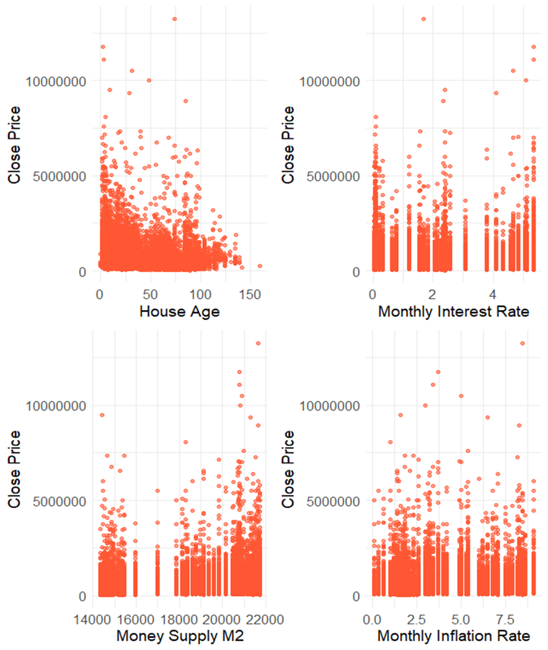 Close Price
10000000
5000000
0
0 50 100 150
House Age
Close Price
10000000
5000000
0
0 2 4
Monthly Interest Rate
Close Price
10000000
5000000
0
14000 16000 18000 20000 22000
Money Supply M2
Close Price
10000000
5000000
0
0.0 2.5 5.0 7.5
Monthly Inflation Rate